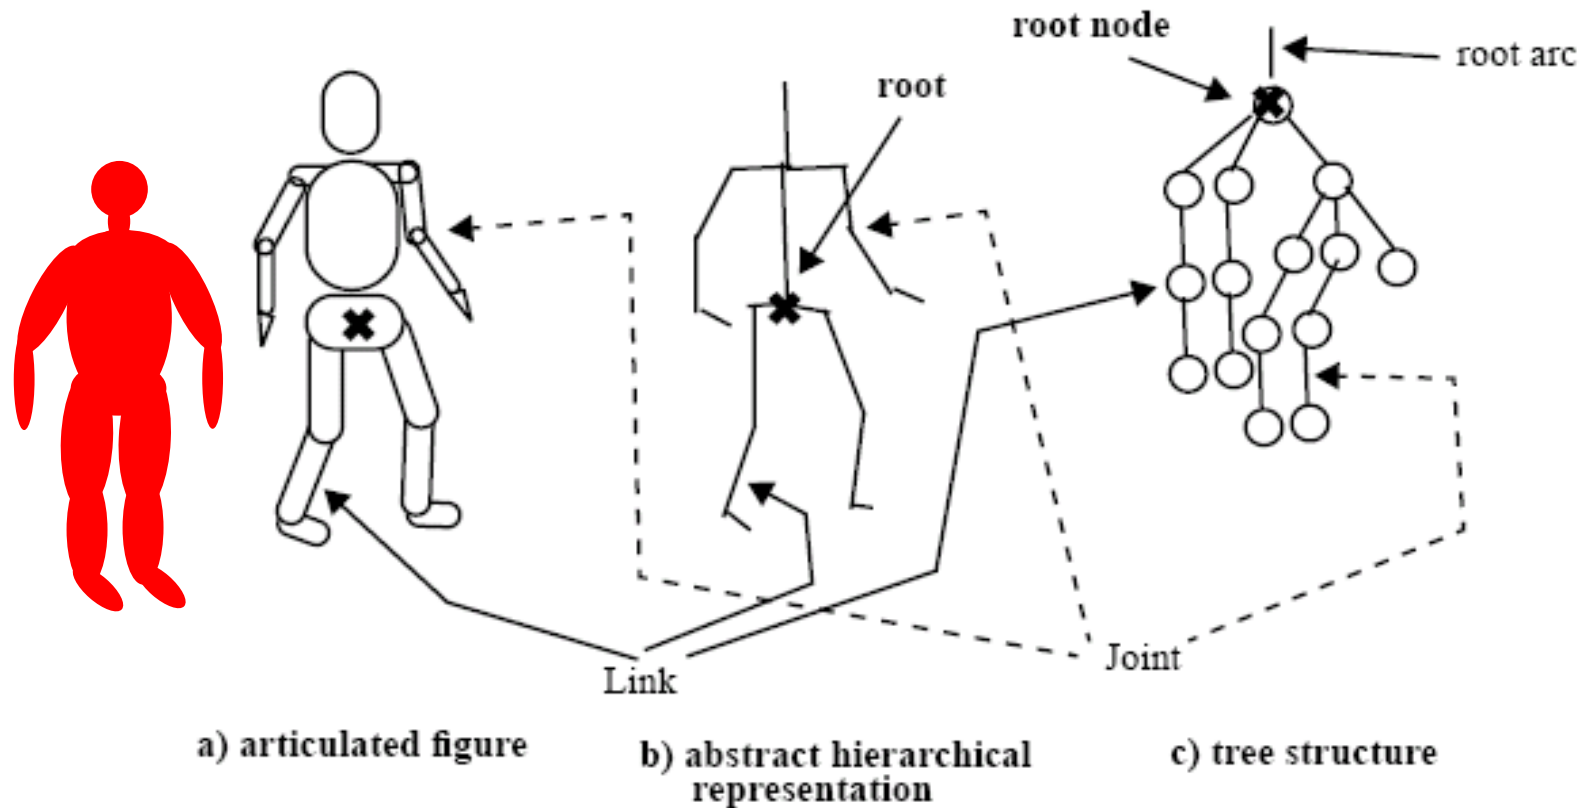 root node
root arc
root
Link
Joint
a) articulated figure
b) abstract hierarchical
representation
c) tree structure